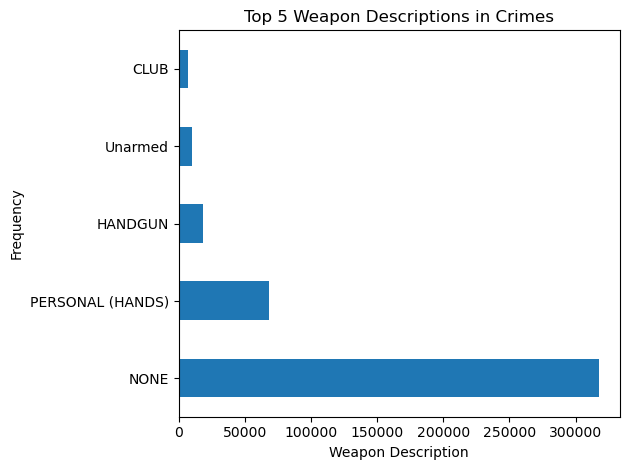 Top 5 Weapon Descriptions in Crimes
CLUB
Unarmed
HANDGUN
PERSONAL (HANDS)
NONE
Frequency
0 50000 100000 150000 200000 250000 300000
Weapon Description